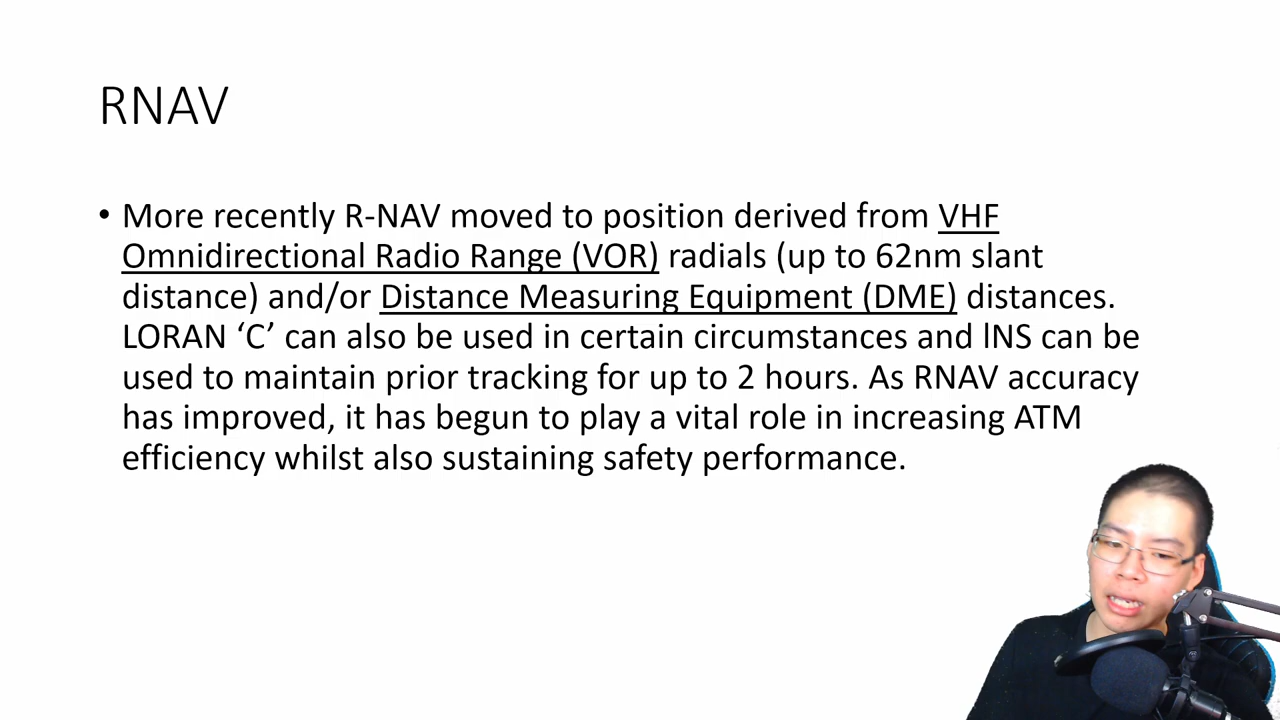 RNAV
• More recently R-NAV moved to position derived from VHF
Omnidirectional Radio Range (VOR) radials (up to 62nm slant
distance) and/or Distance Measuring Equipment (DME) distances.
LORAN ‘C’ can also be used in certain circumstances and lNS can be
used to maintain prior tracking for up to 2 hours. As RNAV accuracy
has improved, it has begun to play a vital role in increasing ATM
efficiency whilst also sustaining safety performance.